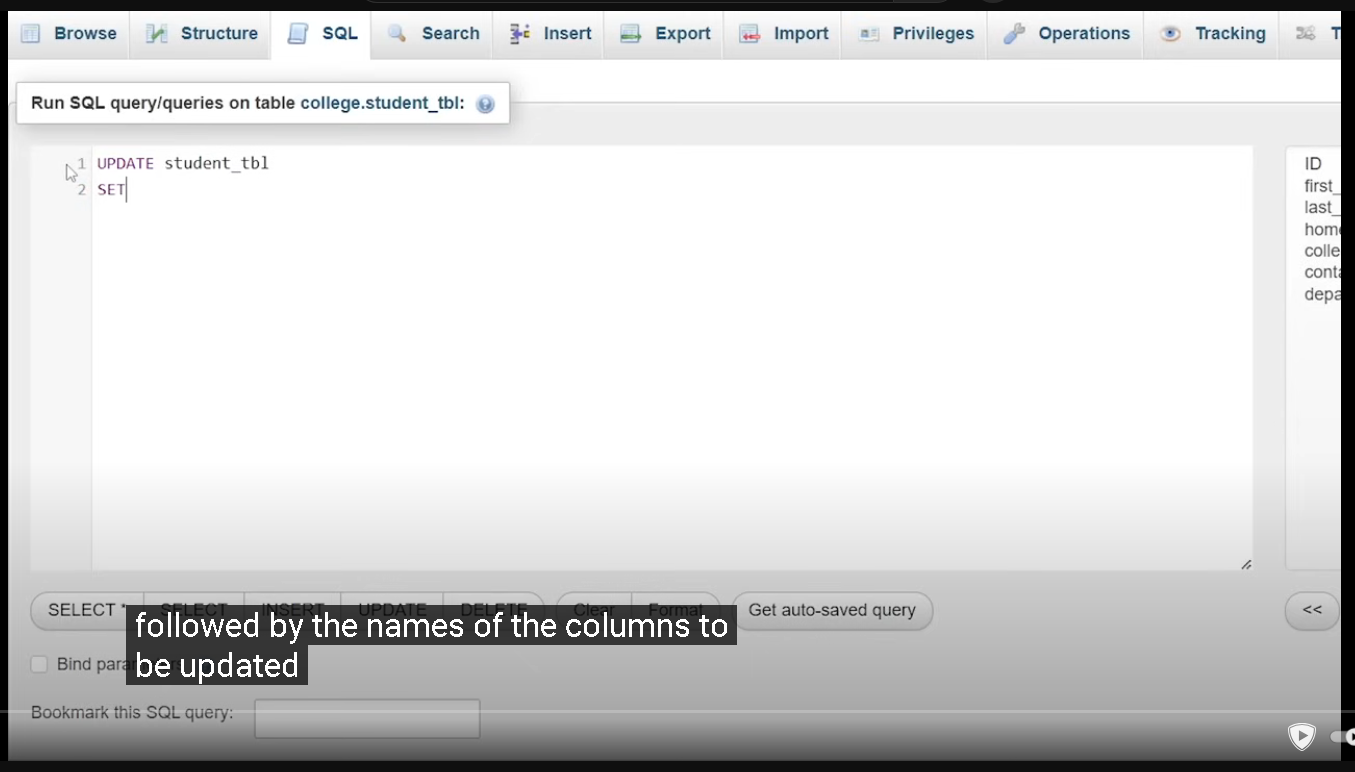 Browse Structure SQL Search Insert Export Import Privileges Operations Tracking
Run SQL query/queries on table college.student_tbl:
1 UPDATE student_tbl
2 SET
ID
first_
last_
home
colle
conta
depa
SELECT * SELECT INSERT UPDATE DELETE Clear Format Get auto-saved query <<
followed by the names of the columns to
be updated
Bind para
Bookmark this SQL query: